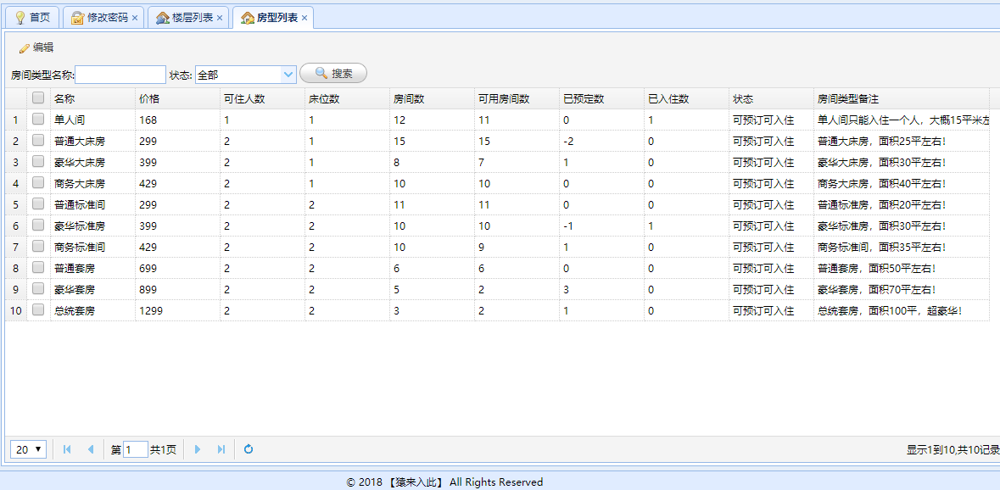 首页 修改密码 × 楼层列表 × 房型列表 ×
编辑
房间类型名称: 状态: 全部 搜索
名称 价格 可住人数 床位数 房间数 可用房间数 已预定数 已入住数 状态 房间类型备注
1 单人间 168 1 1 12 11 0 1 可预订可入住 单人间只能入住一个人，大概15平米左
2 普通大床房 299 2 1 15 15 -2 0 可预订可入住 普通大床房，面积25平左右!
3 豪华大床房 399 2 1 8 7 1 0 可预订可入住 豪华大床房，面积30平左右!
4 商务大床房 429 2 1 10 10 0 0 可预订可入住 商务大床房，面积40平左右!
5 普通标准间 299 2 2 11 11 0 0 可预订可入住 普通标准房，面积20平左右!
6 豪华标准房 399 2 2 10 10 -1 1 可预订可入住 豪华标准房，面积30平左右!
7 商务标准间 429 2 2 10 9 1 0 可预订可入住 商务标准间，面积35平左右!
8 普通套房 699 2 2 6 6 0 0 可预订可入住 普通套房，面积50平左右!
9 豪华套房 899 2 2 5 2 3 0 可预订可入住 豪华套房，面积70平左右!
10 总统套房 1299 2 2 3 2 1 0 可预订可入住 总统套房，面积100平，超豪华!
20 第 1 共1页 显示1到10,共10记录
© 2018 【猿来入此】 All Rights Reserved